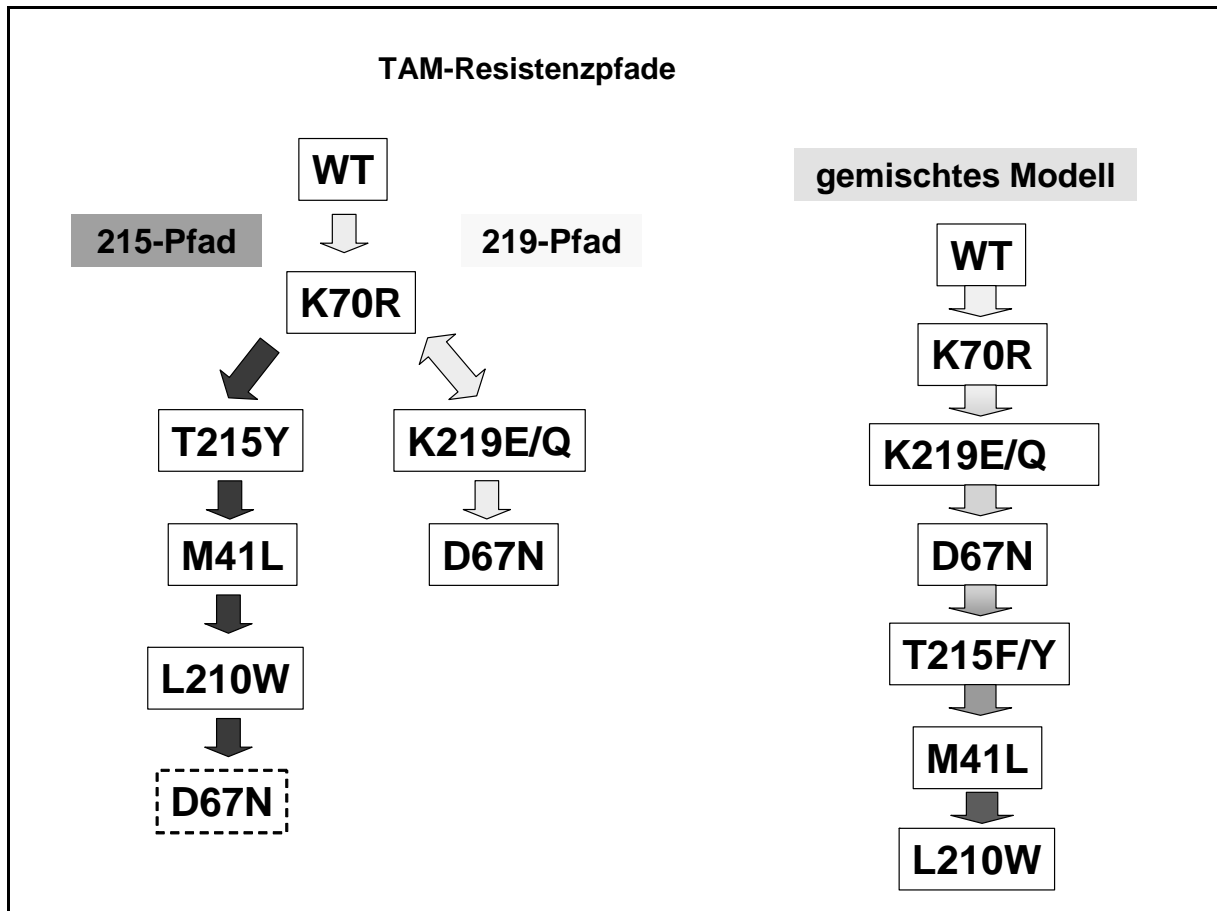 TAM-Resistenzpfade
WT
215-Pfad
219-Pfad
K70R
T215Y
K219E/Q
M41L
D67N
L210W
D67N
gemischtes Modell
WT
K70R
K219E/Q
D67N
T215F/Y
M41L
L210W